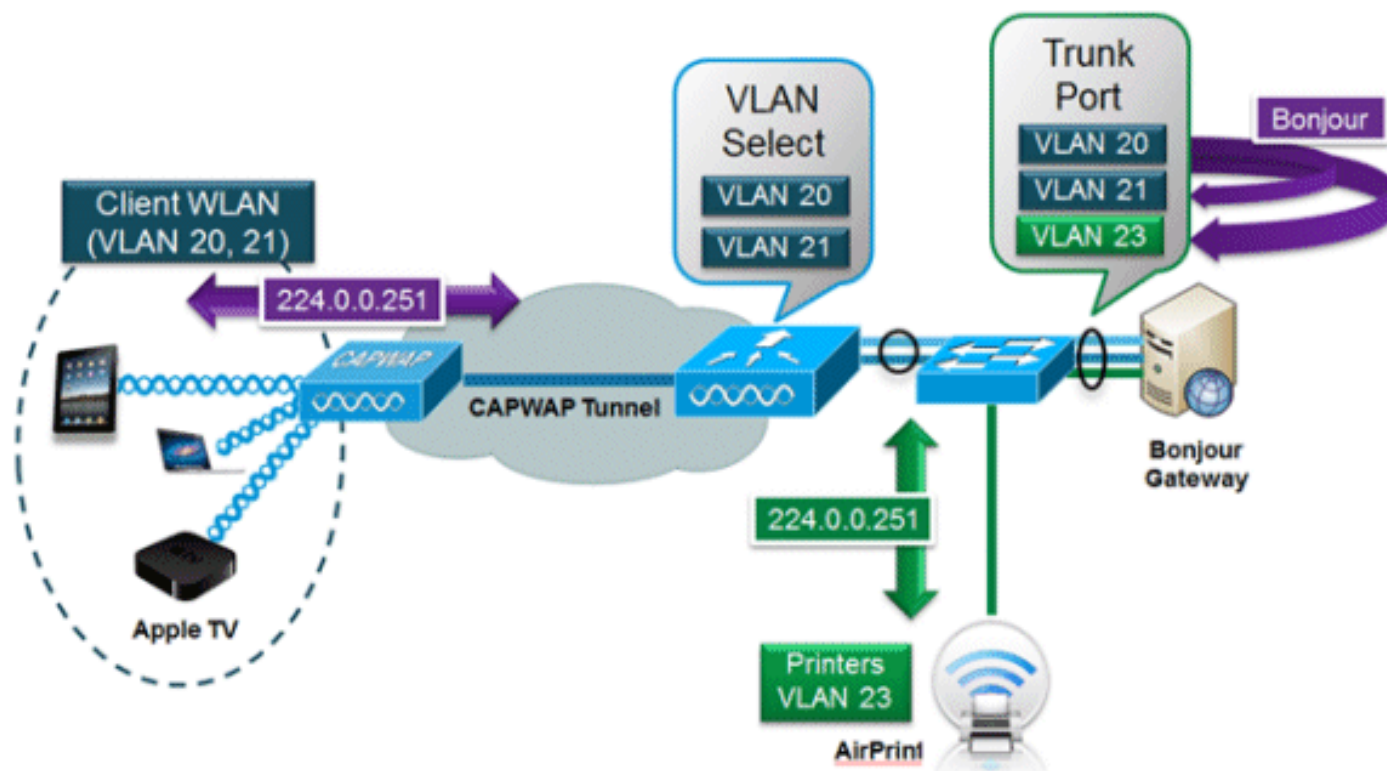 Trunk
Port
VLAN 20
VLAN 21
VLAN 23
Bonjour
VLAN
Select
VLAN 20
VLAN 21
Client WLAN
(VLAN 20, 21)
224.0.0.251
CAPWAP
CAPWAP Tunnel
Bonjour
Gateway
224.0.0.251
Apple TV
Printers
VLAN 23
AirPrint